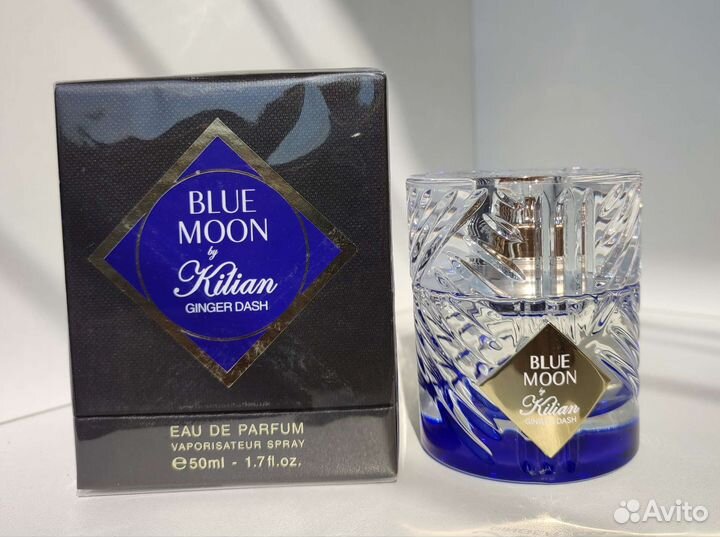 BLUE
MOON
by
Kilian
GINGER DASH
EAU DE PARFUM
VAPORISATEUR SPRAY
e50ml - 1.7fl.oz.
BLUE
MOON
by
Kilian
GINGER DASH
Avito